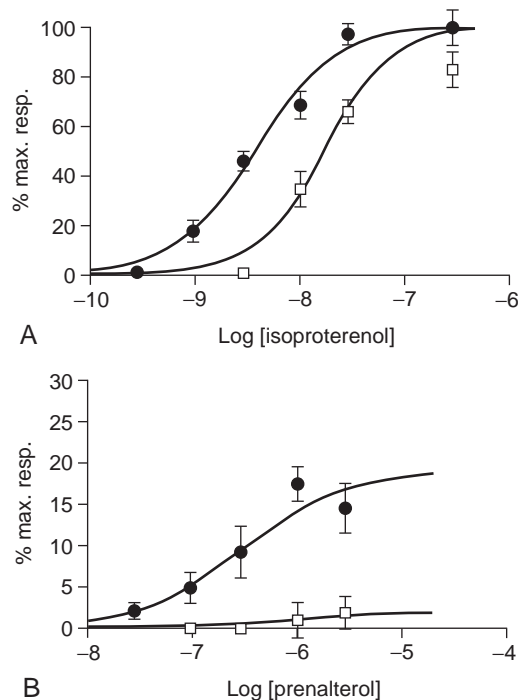 100
80
60
40
20
0
% max. resp.
–10 –9 –8 –7 –6
A
Log [isoproterenol]
30
25
20
15
10
5
0
% max. resp.
–8 –7 –6 –5 –4
B
Log [prenalterol]